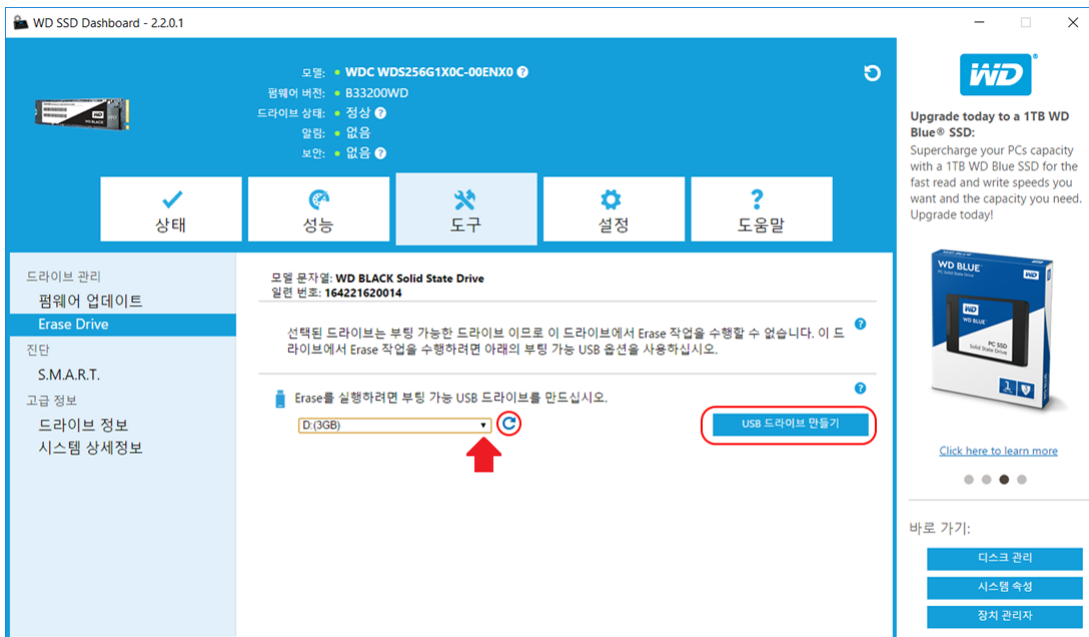 WD SSD Dashboard - 2.2.0.1
모델: • WDC WDS256G1X0C-00ENX0
펌웨어 버전: • B33200WD
드라이브 상태: • 정상
알림: • 없음
보안: • 없음
상태
성능
도구
설정
도움말
드라이브 관리
펌웨어 업데이트
Erase Drive
진단
S.M.A.R.T.
고급 정보
드라이브 정보
시스템 상세정보
모델 문자열: WD BLACK Solid State Drive
일련 번호: 164221620014
선택된 드라이브는 부팅 가능한 드라이브 이므로 이 드라이브에서 Erase 작업을 수행할 수 없습니다. 이 드
라이브에서 Erase 작업을 수행하려면 아래의 부팅 가능 USB 옵션을 사용하십시오.
Erase를 실행하려면 부팅 가능 USB 드라이브를 만드십시오.
D:(3GB)
USB 드라이브 만들기
WD
Upgrade today to a 1TB WD
Blue® SSD:
Supercharge your PCs capacity
with a 1TB WD Blue SSD for the
fast read and write speeds you
want and the capacity you need.
Upgrade today!
WD BLUE
PC Solid State Drive
WD
WD
WD BLUE
PC SSD
Solid State Drive
Click here to learn more
바로 가기:
디스크 관리
시스템 속성
장치 관리자